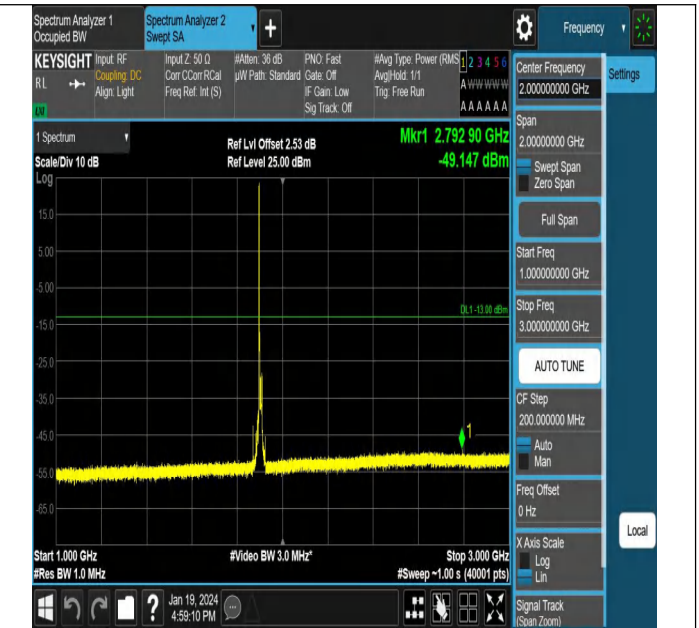 Spectrum Analyzer 1
Occupied BW
Spectrum Analyzer 2
Swept SA
Frequency
KEYSIGHT
RL
Input: RF
Coupling: DC
Align: Light
Input Z: 50 Ω
Corr CCorr RCal
Freq Ref: Int (S)
#Atten: 36 dB
µW Path: Standard
PNO: Fast
Gate: Off
IF Gain: Low
Sig Track: Off
#Avg Type: Power (RMS
Avg|Hold: 1/1
Trig: Free Run
1 2 3 4 5 6
A W W W W W
A A A A A A
Center Frequency
2.000000000 GHz
Settings
Span
2.00000000 GHz
Swept Span
Zero Span
Full Span
Start Freq
1.000000000 GHz
Stop Freq
3.000000000 GHz
AUTO TUNE
CF Step
200.000000 MHz
Auto
Man
Freq Offset
0 Hz
X Axis Scale
Log
Lin
Signal Track
(Span Zoom)
Local
1 Spectrum
Scale/Div 10 dB
Log
Ref Lvl Offset 2.53 dB
Ref Level 25.00 dBm
Mkr1 2.792 90 GHz
-49.147 dBm
15.0
5.00
-5.00
-15.0
-25.0
-35.0
-45.0
-55.0
-65.0
DL1 -13.00 dBm
1
Start 1.000 GHz
#Res BW 1.0 MHz
#Video BW 3.0 MHz*
Stop 3.000 GHz
#Sweep ~1.00 s (40001 pts)
?
Jan 19, 2024
4:59:10 PM